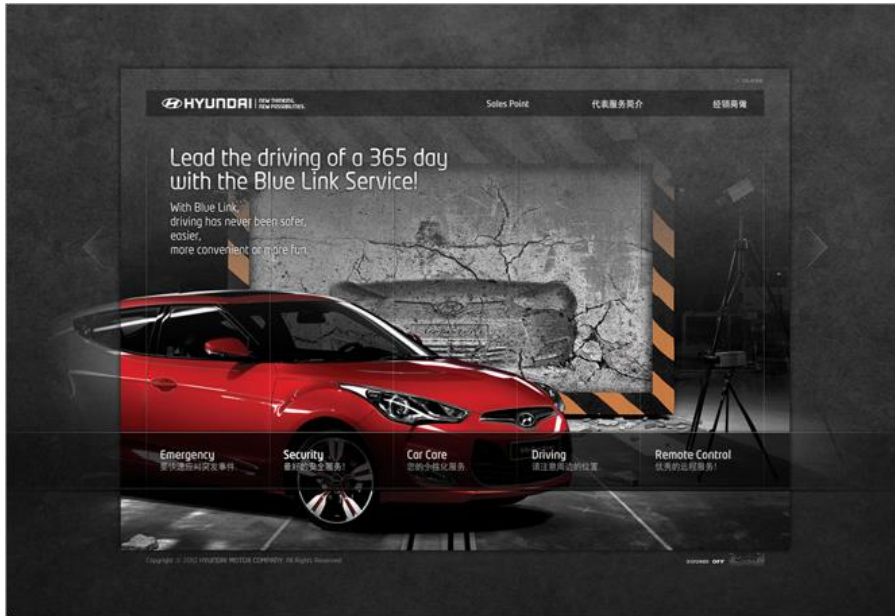 HYUNDAI
NEW THINKING.
NEW POSSIBILITIES.
Sales Point
代表服务简介
Lead the driving of a 365 day
with the Blue Link Service!
With Blue Link,
driving has never been safer,
easier,
more convenient or more fun.
Emergency
Security
Car Care
Driving
Remote Control
最好的安全服务!
您的个性化服务
请注意周边的位置
优秀的远程服务!
Copyright © 2012 HYUNDAI MOTOR COMPANY. All Rights Reserved.
SOUND OFF